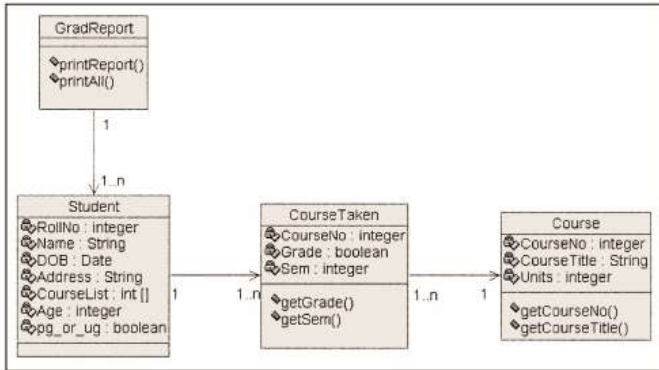 GradReport
printReport()
printAll()
1
1..n
Student
RollNo : integer
Name : String
DOB : Date
Address : String
CourseList : int []
Age : integer
pg_or_ug : boolean
1
1..n
CourseTaken
CourseNo : integer
Grade : boolean
Sem : integer
getGrade()
getSem()
1..n
1
Course
CourseNo : integer
CourseTitle : String
Units : integer
getCourseNo()
getCourseTitle()